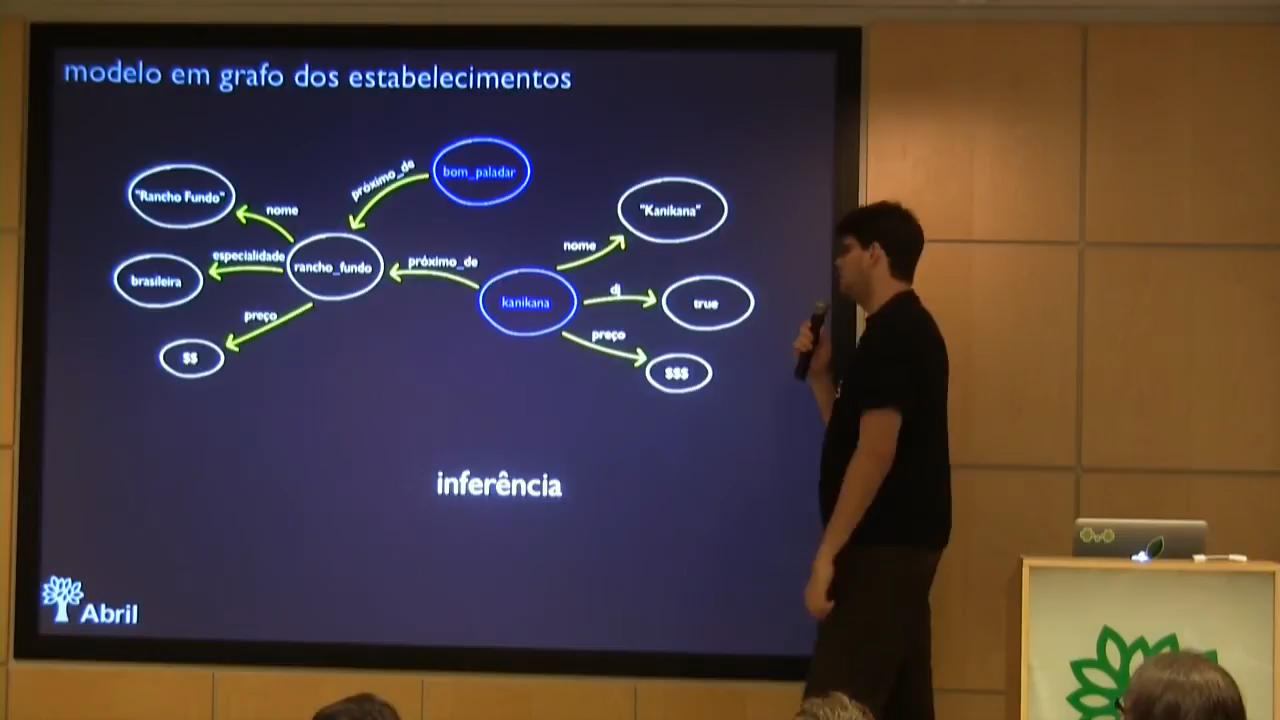 modelo em grafo dos estabelecimentos
bom_paladar
próximo_de
"Rancho Fundo"
nome
"Kanikana"
nome
especialidade
rancho_fundo
próximo_de
brasileira
kanikana
dj
true
preço
$$
preço
$$$
inferência
Abril